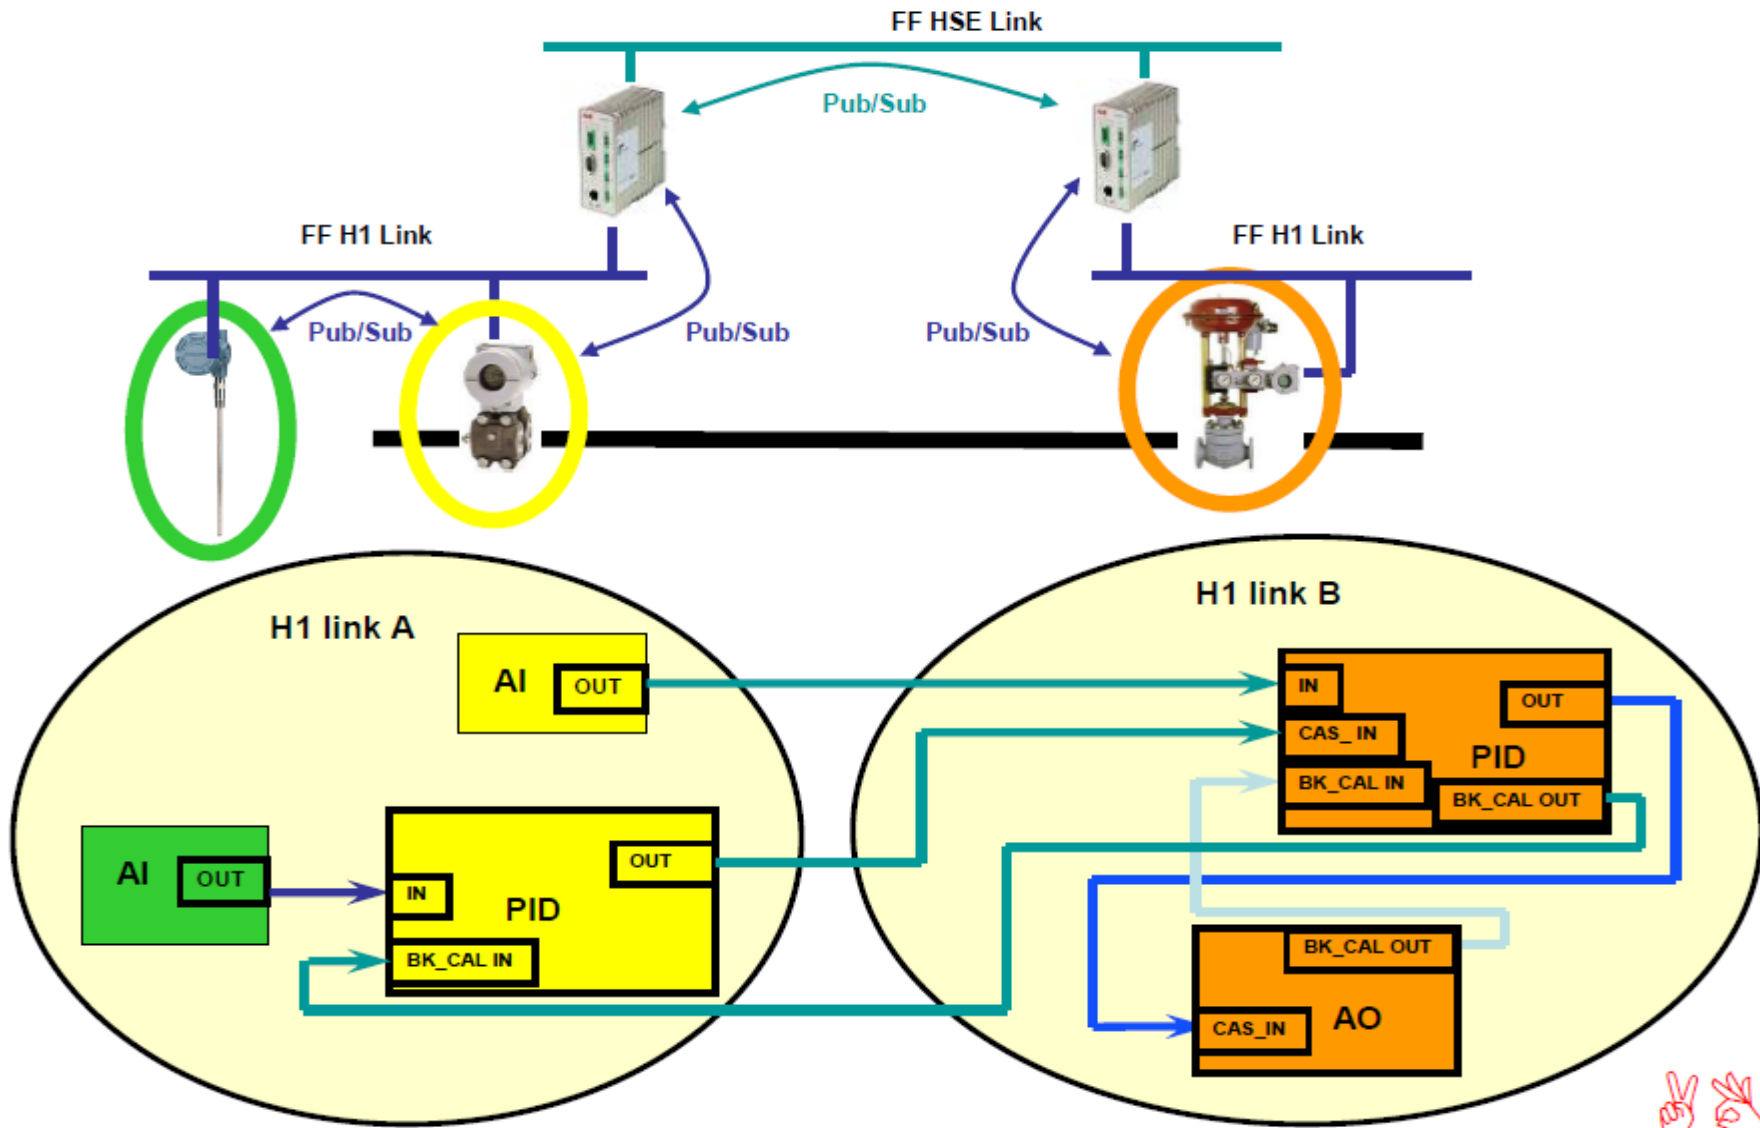 FF HSE Link
Pub/Sub
FF H1 Link
FF H1 Link
Pub/Sub
Pub/Sub
Pub/Sub
H1 link A
AI
OUT
AI
OUT
OUT
IN
PID
BK_CAL IN
H1 link B
IN
OUT
CAS_ IN
PID
BK_CAL IN
BK_CAL OUT
BK_CAL OUT
CAS_IN
AO